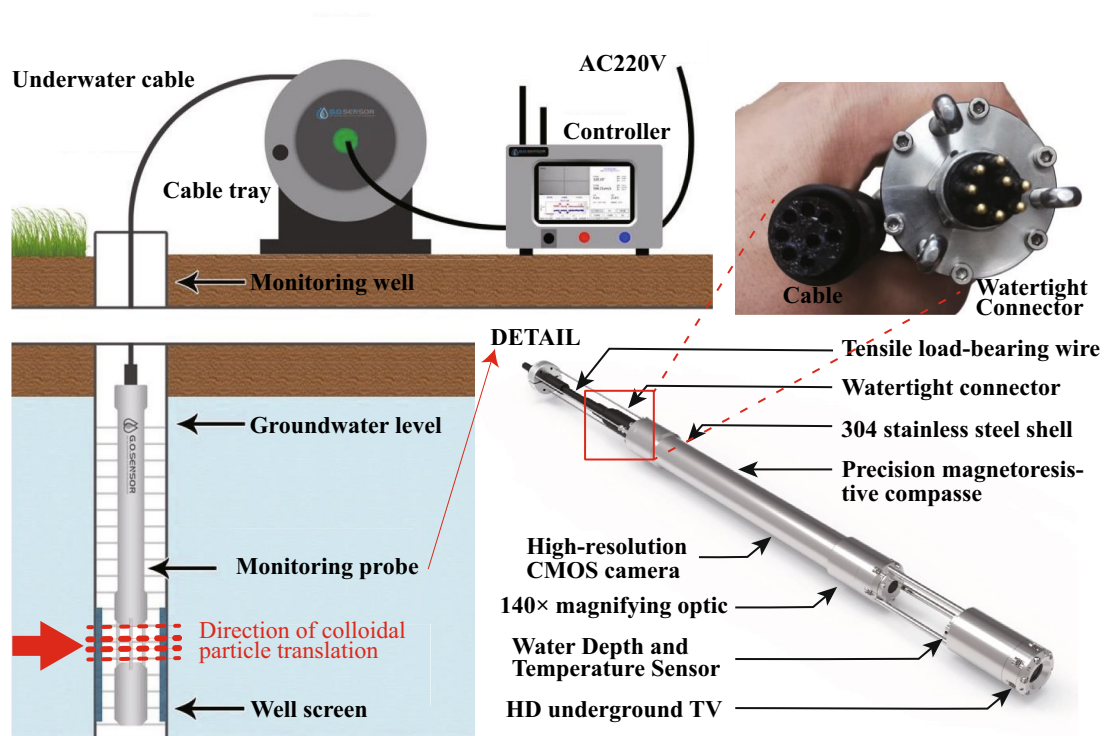 Underwater cable
AC220V
G.O.SENSOR
Controller
G.O.SENSOR
Cable tray
Monitoring well
Cable
Watertight
Connector
DETAIL
Tensile load-bearing wire
Watertight connector
Groundwater level
304 stainless steel shell
G.O.SENSOR
Precision magnetoresis-
tive compasse
High-resolution
CMOS camera
Monitoring probe
140× magnifying optic
Direction of colloidal
particle translation
Water Depth and
Temperature Sensor
Well screen
HD underground TV